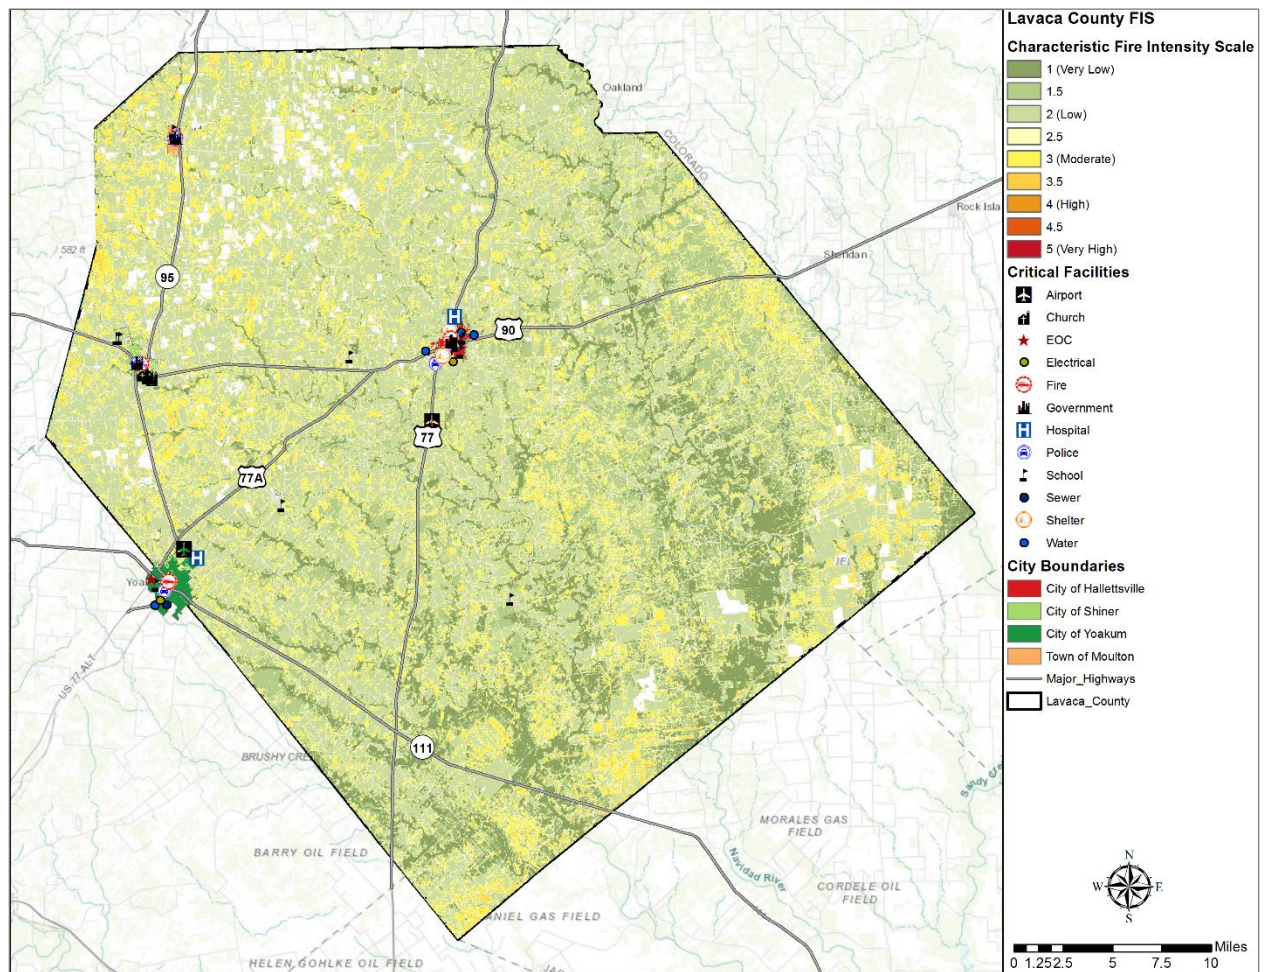 Lavaca County FIS
Characteristic Fire Intensity Scale
1 (Very Low)
1.5
2 (Low)
2.5
3 (Moderate)
3.5
4 (High)
4.5
5 (Very High)
Critical Facilities
Airport
Church
EOC
Electrical
Fire
Government
Hospital
Police
School
Sewer
Shelter
Water
City Boundaries
City of Hallettsville
City of Shiner
City of Yoakum
Town of Moulton
Major_Highways
Lavaca_County
N
W
E
S
Miles
0 1.25 2.5 5 7.5 10
Oakland
COLORADO
Rock Isla
Sheridan
582 ft
95
H
90
77
77A
H
Yoa
US-77-ALT
111
BRUSHY CRE
BARRY OIL FIELD
ANIEL GAS FIELD
HELEN GOHLKE OIL FIELD
MORALES GAS
FIELD
Navidad River
CORDELE OIL
FIELD
Sandy Cre